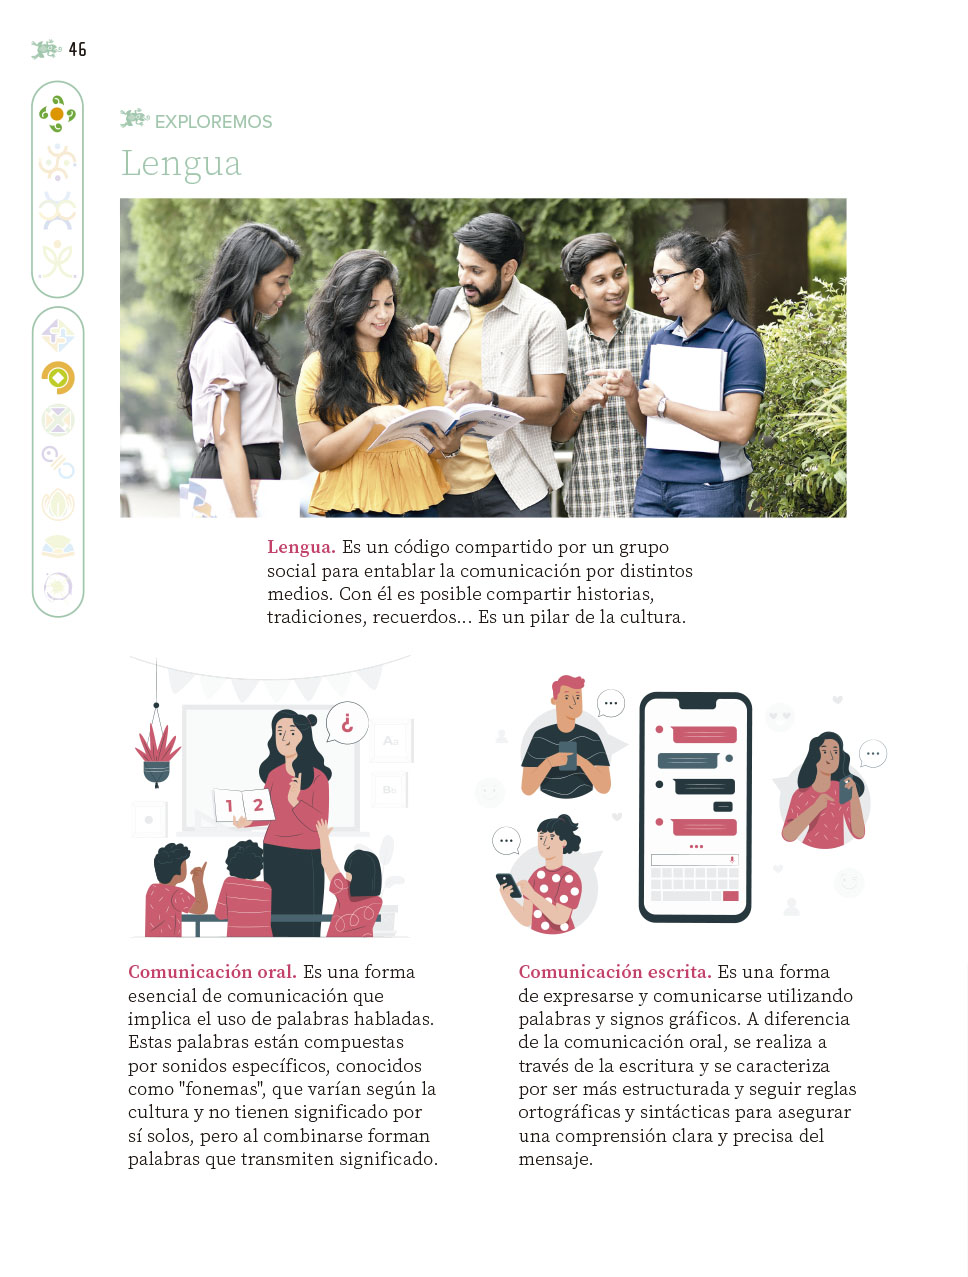 46
EXPLOREMOS
Lengua
Lengua. Es un código compartido por un grupo
social para entablar la comunicación por distintos
medios. Con él es posible compartir historias,
tradiciones, recuerdos... Es un pilar de la cultura.
¿
Aa
Bb
1 2
Comunicación oral. Es una forma
esencial de comunicación que
implica el uso de palabras habladas.
Estas palabras están compuestas
por sonidos específicos, conocidos
como "fonemas", que varían según la
cultura y no tienen significado por
sí solos, pero al combinarse forman
palabras que transmiten significado.
Comunicación escrita. Es una forma
de expresarse y comunicarse utilizando
palabras y signos gráficos. A diferencia
de la comunicación oral, se realiza a
través de la escritura y se caracteriza
por ser más estructurada y seguir reglas
ortográficas y sintácticas para asegurar
una comprensión clara y precisa del
mensaje.